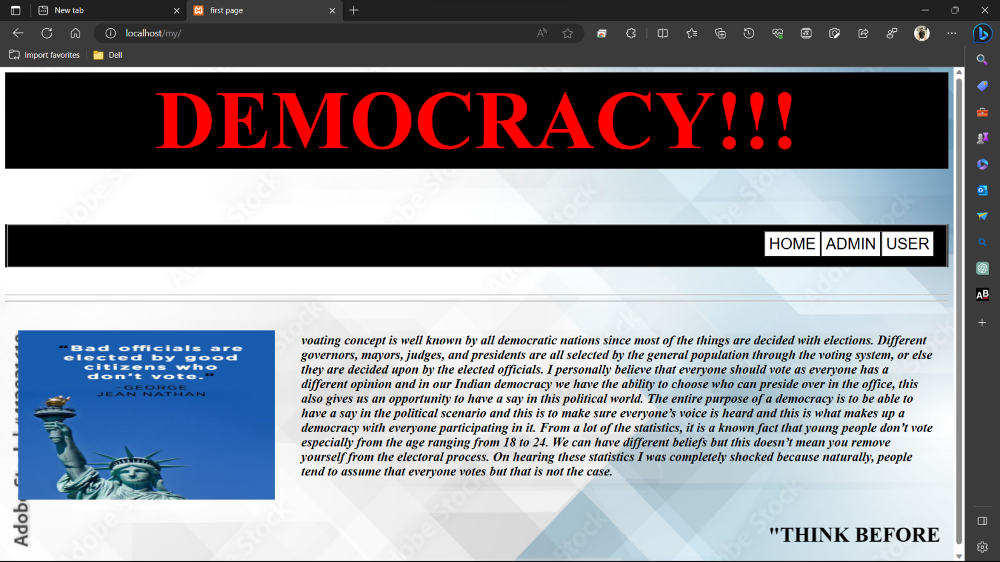 New tab
first page
localhost/my/
Import favorites
Dell
DEMOCRACY!!!
HOME ADMIN USER
“Bad officials are
elected by good
citizens who
don’t vote.”
–GEORGE
JEAN NATHAN
voating concept is well known by all democratic nations since most of the things are decided with elections. Different
governors, mayors, judges, and presidents are all selected by the general population through the voting system, or else
they are decided upon by the elected officials. I personally believe that everyone should vote as everyone has a
different opinion and in our Indian democracy we have the ability to choose who can preside over in the office, this
also gives us an opportunity to have a say in this political world. The entire purpose of a democracy is to be able to
have a say in the political scenario and this is to make sure everyone’s voice is heard and this is what makes up a
democracy with everyone participating in it. From a lot of the statistics, it is a known fact that young people don’t vote
especially from the age ranging from 18 to 24. We can have different beliefs but this doesn’t mean you remove
yourself from the electoral process. On hearing these statistics I was completely shocked because naturally, people
tend to assume that everyone votes but that is not the case.
"THINK BEFORE
Adobe Stock
AB